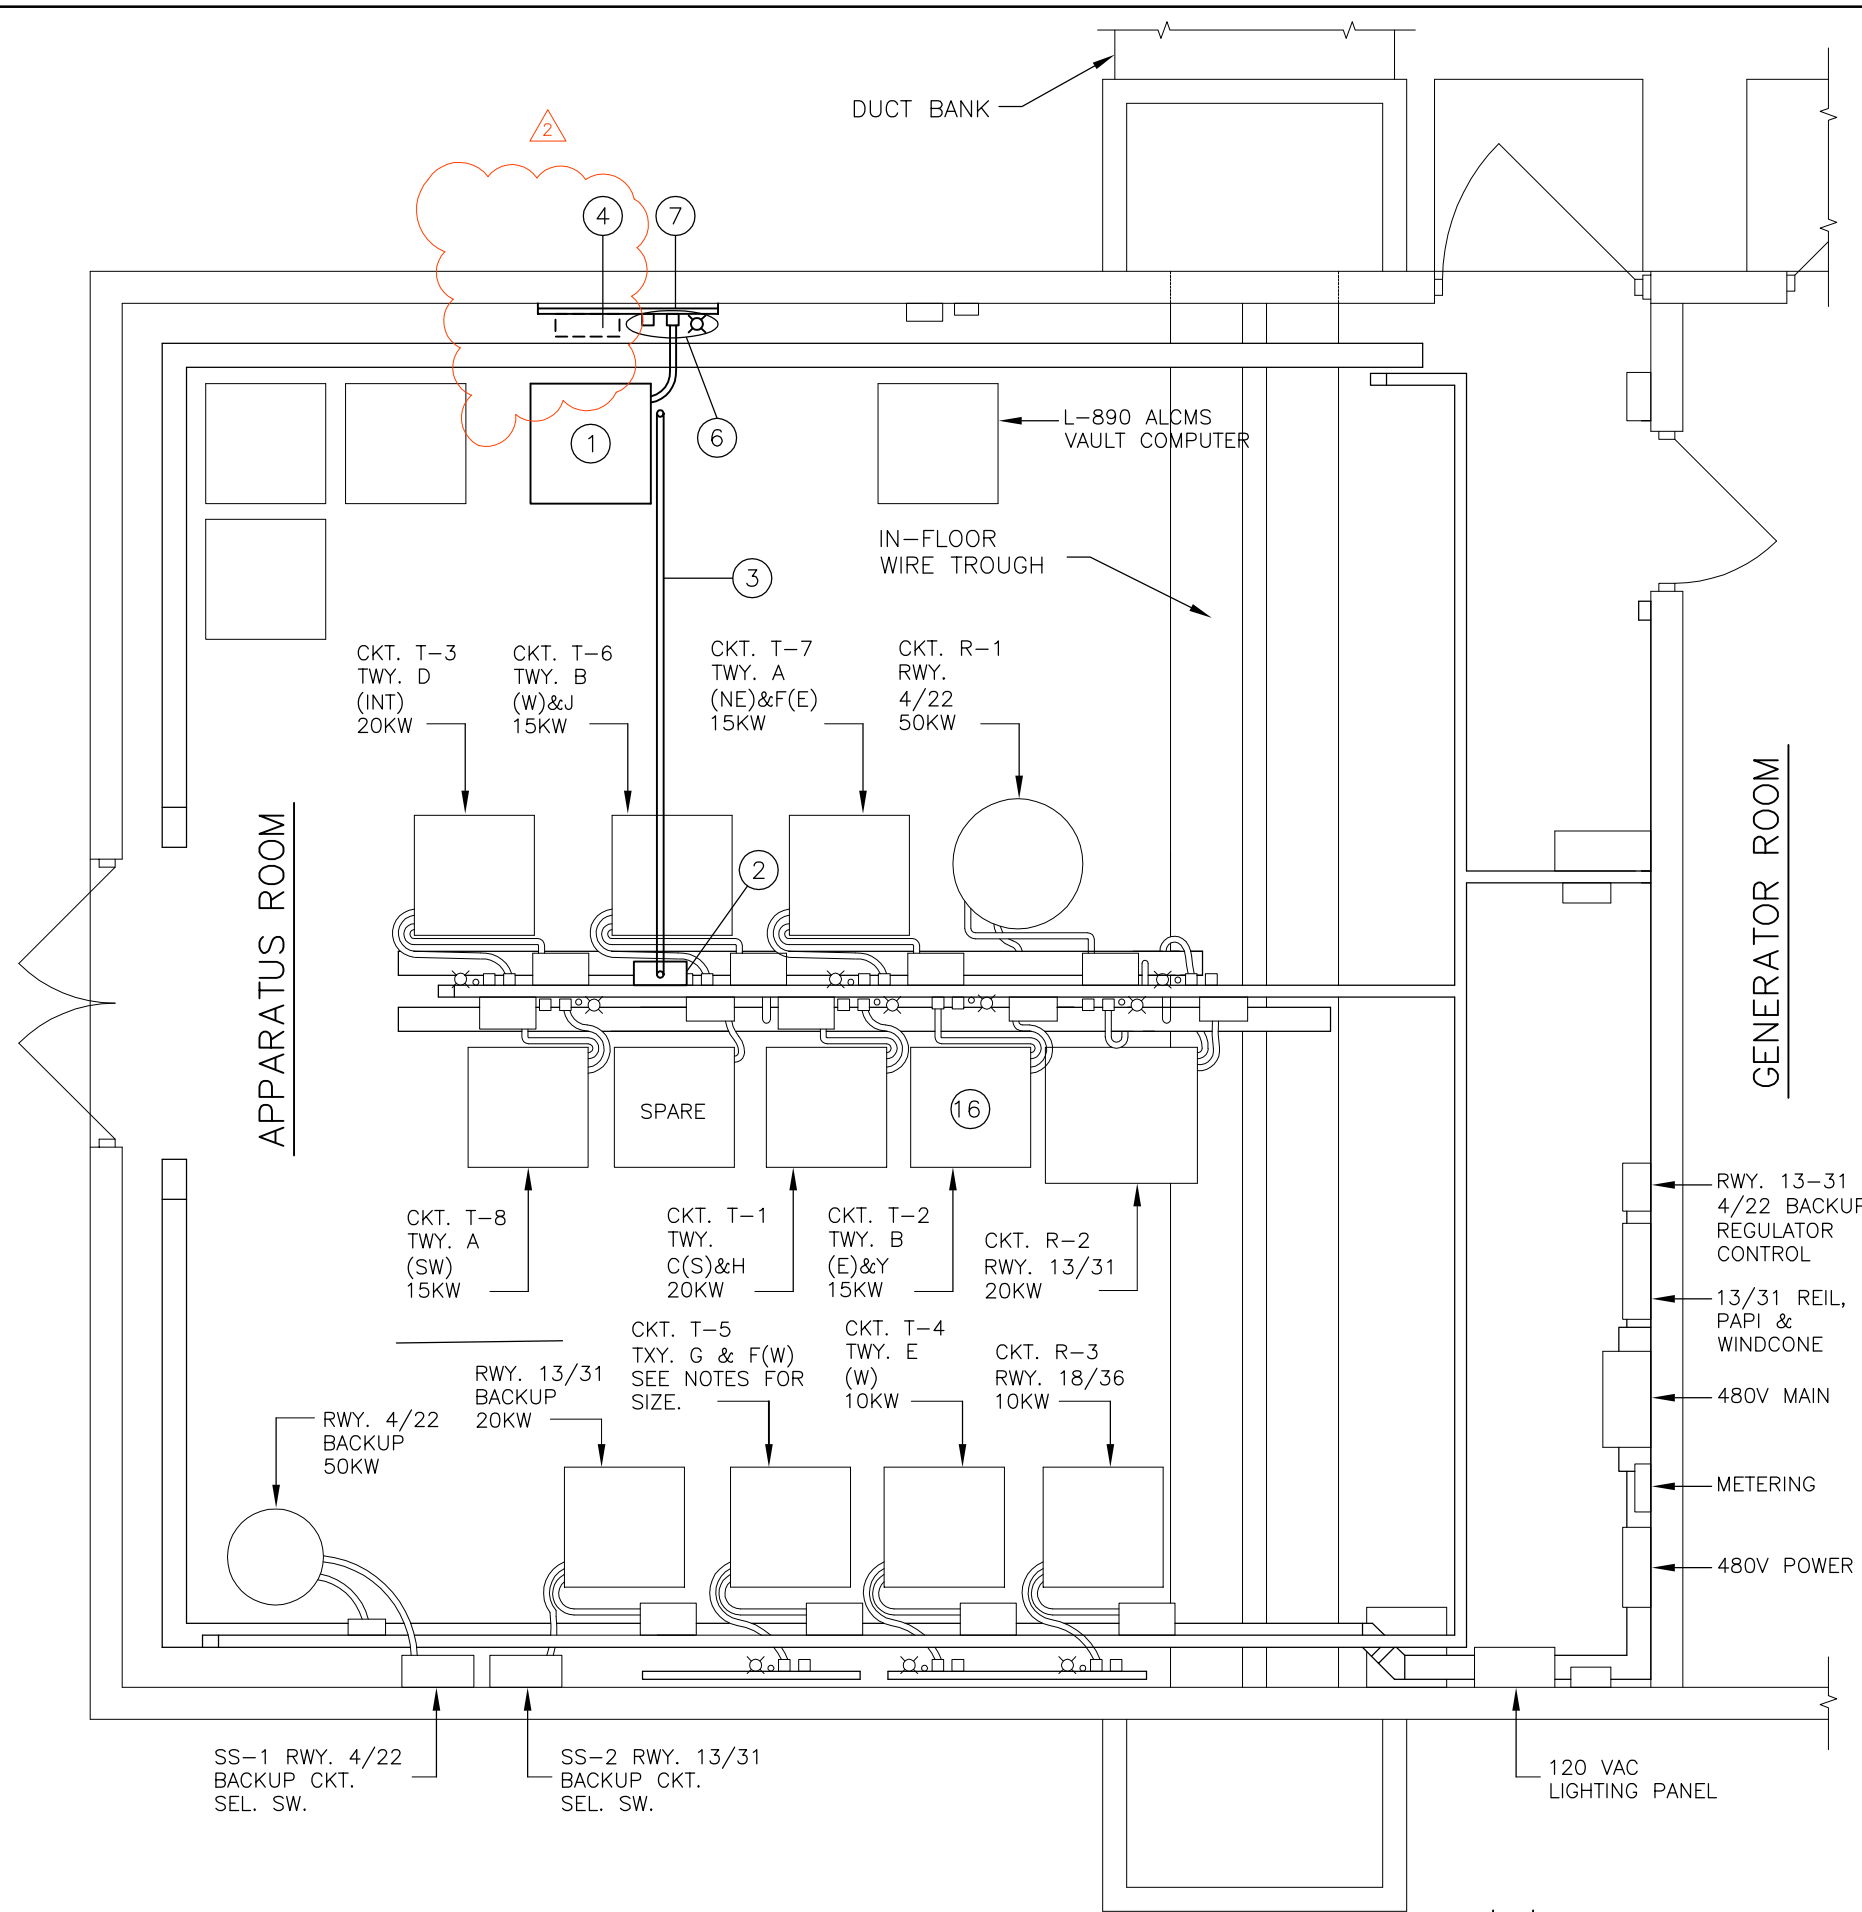 DUCT BANK
2
4
7
1
6
L-890 ALCMS
VAULT COMPUTER
IN-FLOOR
WIRE TROUGH
3
CKT. T-3
TWY. D
(INT)
20KW
CKT. T-6
TWY. B
(W)&J
15KW
CKT. T-7
TWY. A
(NE)&F(E)
15KW
CKT. R-1
RWY.
4/22
50KW
APPARATUS ROOM
GENERATOR ROOM
2
SPARE
16
CKT. T-8
TWY. A
(SW)
15KW
CKT. T-1
TWY.
C(S)&H
20KW
CKT. T-2
TWY. B
(E)&Y
15KW
CKT. R-2
RWY. 13/31
20KW
RWY. 13-31
4/22 BACKUP
REGULATOR
CONTROL
13/31 REIL,
PAPI &
WINDCONE
480V MAIN
METERING
480V POWER
RWY. 4/22
BACKUP
50KW
RWY. 13/31
BACKUP
20KW
CKT. T-5
TXY. G & F(W)
SEE NOTES FOR
SIZE.
CKT. T-4
TWY. E
(W)
10KW
CKT. R-3
RWY. 18/36
10KW
SS-1 RWY. 4/22
BACKUP CKT.
SEL. SW.
SS-2 RWY. 13/31
BACKUP CKT.
SEL. SW.
120 VAC
LIGHTING PANEL